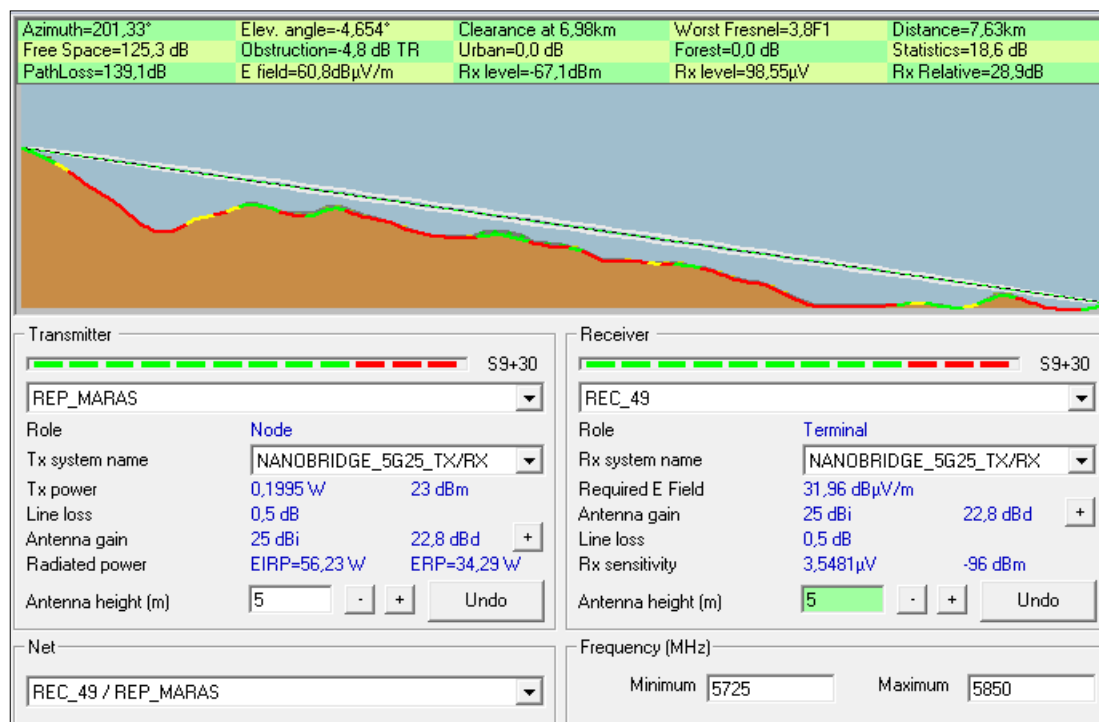 Azimuth=201,33° Elev. angle=-4,654° Clearance at 6,98km Worst Fresnel=3,8F1 Distance=7,63km
Free Space=125,3 dB Obstruction=-4,8 dB TR Urban=0,0 dB Forest=0,0 dB Statistics=18,6 dB
PathLoss=139,1dB E field=60,8dBµV/m Rx level=-67,1dBm Rx level=98,55µV Rx Relative=28,9dB
Transmitter
S9+30
REP_MARAS
Role Node
Tx system name NANOBRIDGE_5G25_TX/RX
Tx power 0,1995 W 23 dBm
Line loss 0,5 dB
Antenna gain 25 dBi 22,8 dBd +
Radiated power EIRP=56,23 W ERP=34,29 W
Antenna height (m) 5 - + Undo
Net
REC_49 / REP_MARAS
Receiver
S9+30
REC_49
Role Terminal
Rx system name NANOBRIDGE_5G25_TX/RX
Required E Field 31,96 dBµV/m
Antenna gain 25 dBi 22,8 dBd +
Line loss 0,5 dB
Rx sensitivity 3,5481µV -96 dBm
Antenna height (m) 5 - + Undo
Frequency (MHz)
Minimum 5725 Maximum 5850